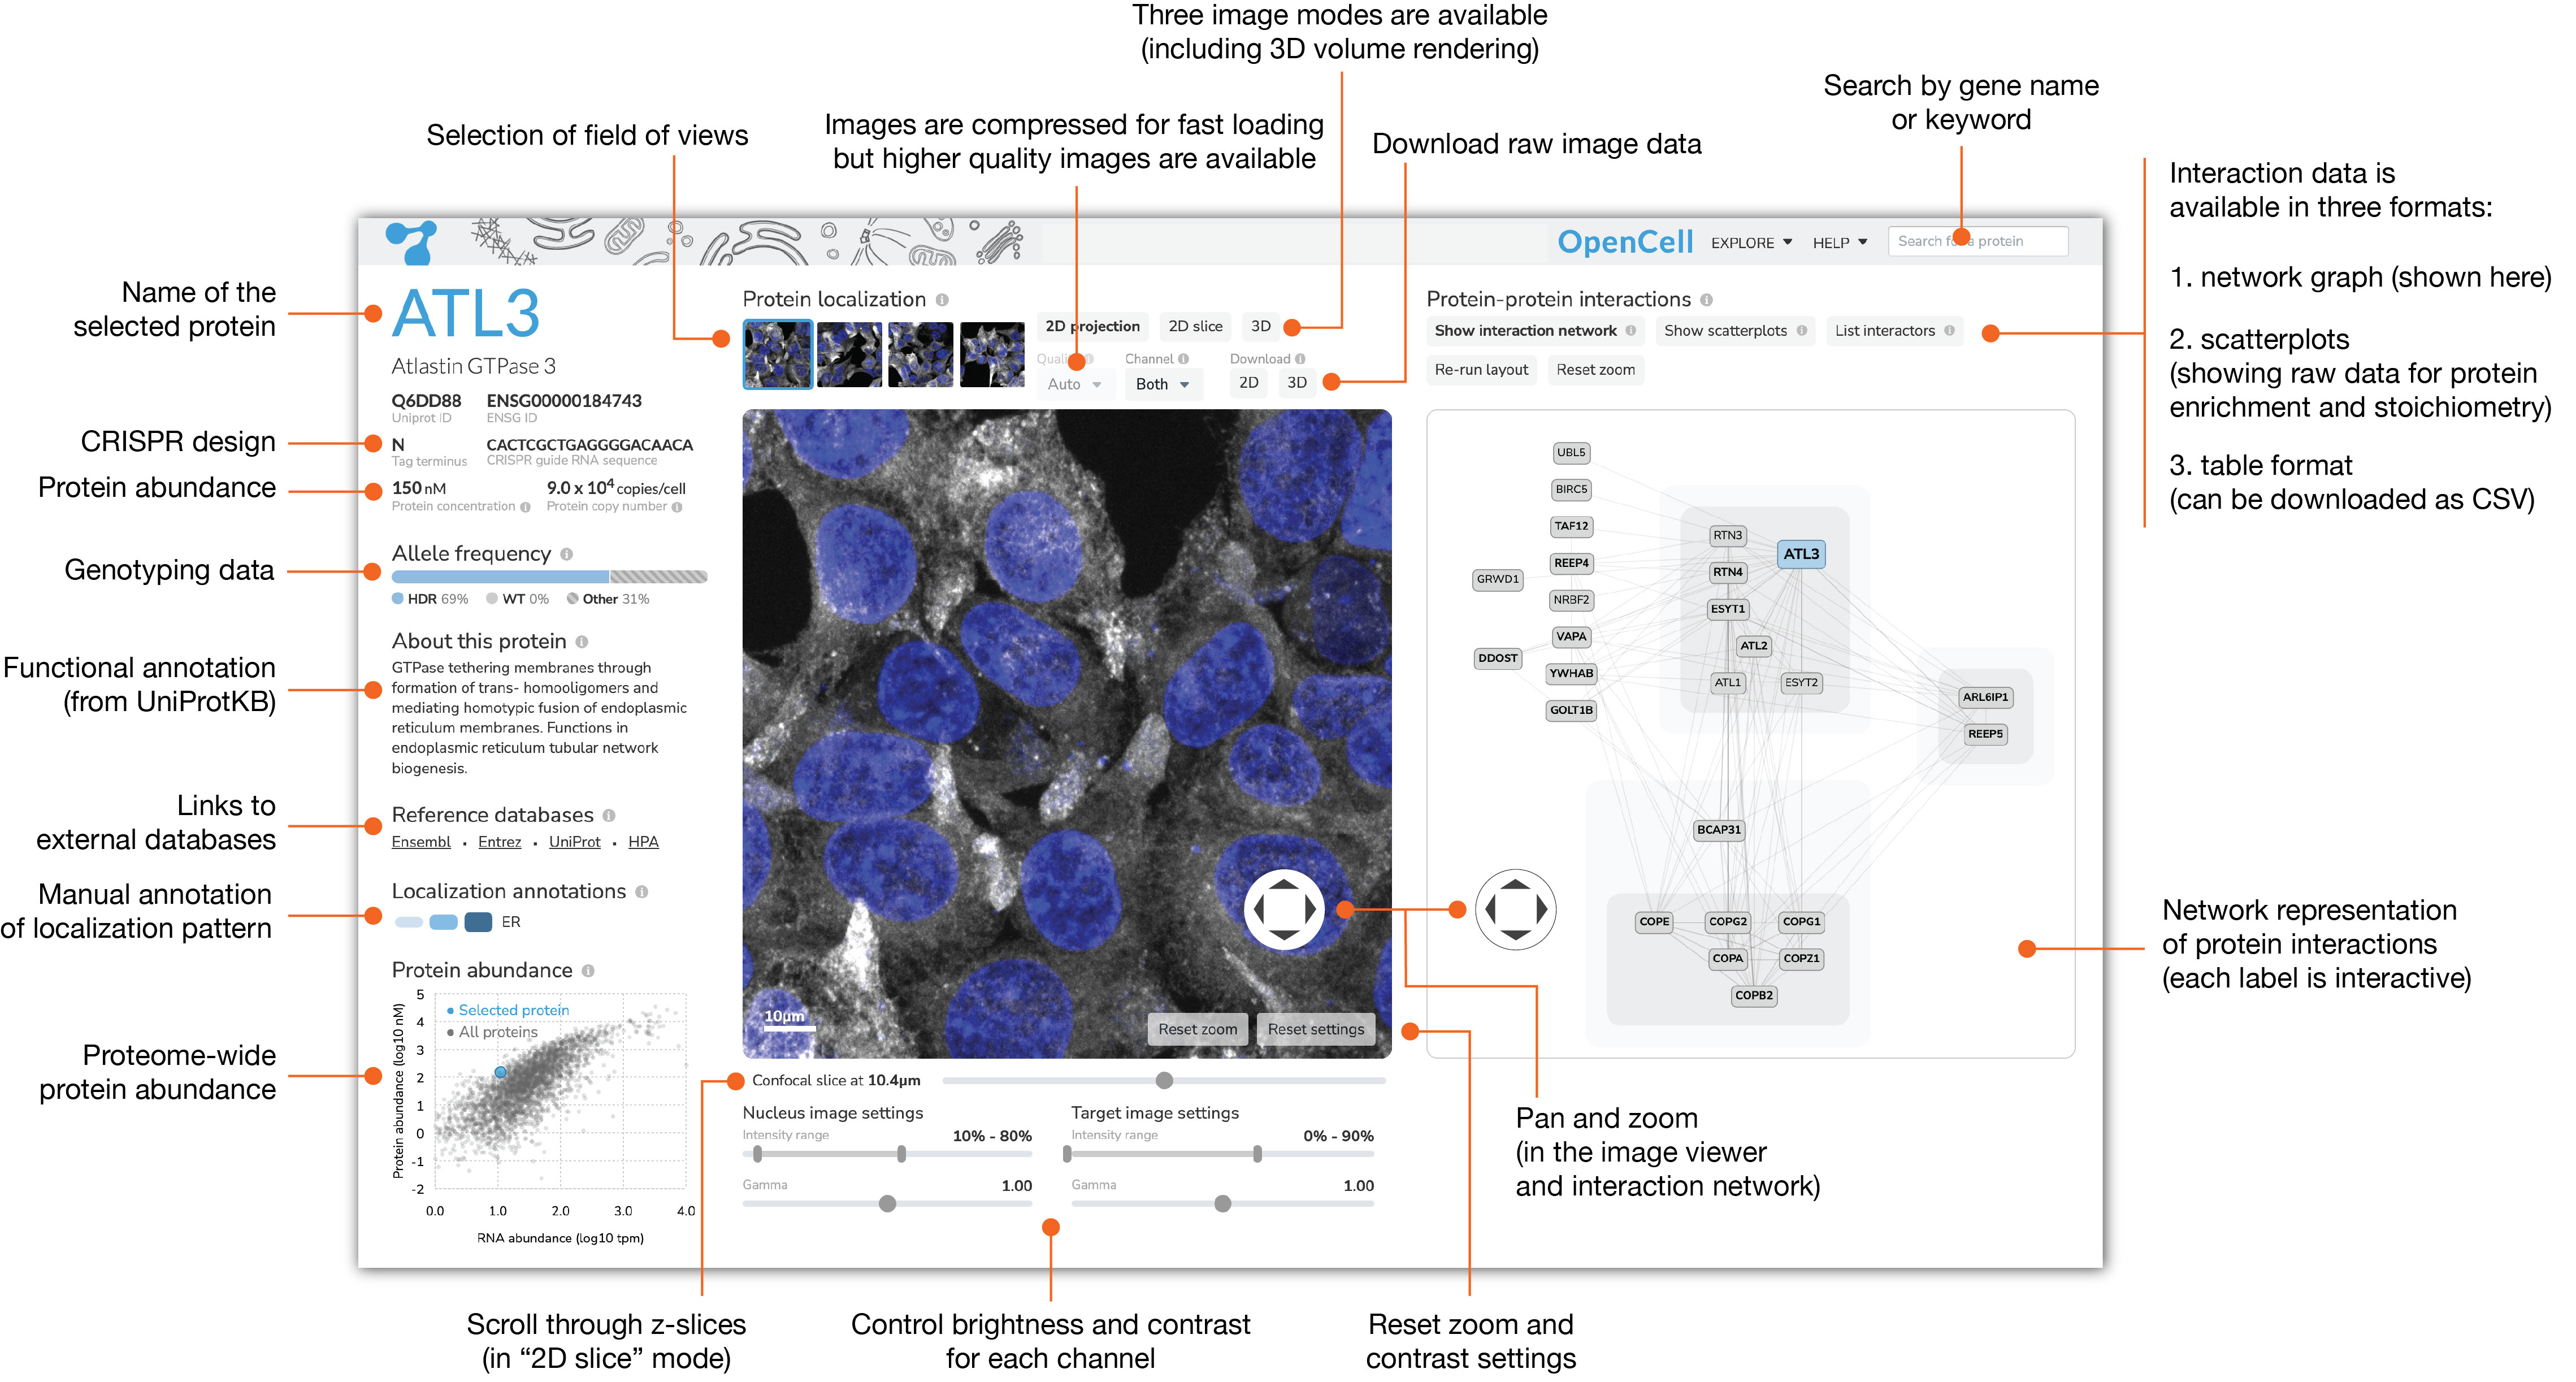 Three image modes are available
(including 3D volume rendering)
Search by gene name
or keyword
Selection of field of views
Images are compressed for fast loading
but higher quality images are available
Download raw image data
Interaction data is
available in three formats:
1. network graph (shown here)
2. scatterplots
(showing raw data for protein
enrichment and stoichiometry)
3. table format
(can be downloaded as CSV)
Network representation
of protein interactions
(each label is interactive)
Name of the
selected protein
CRISPR design
Protein abundance
Genotyping data
Functional annotation
(from UniProtKB)
Links to
external databases
Manual annotation
of localization pattern
Proteome-wide
protein abundance
OpenCell
EXPLORE
HELP
Search for a protein
ATL3
Atlastin GTPase 3
Q6DD88 ENSG00000184743
Uniprot ID ENSG ID
N CACTCGCTGAGGGGACAACA
Tag terminus CRISPR guide RNA sequence
150 nM 9.0 x 10⁴ copies/cell
Protein concentration Protein copy number
Allele frequency
HDR 69% WT 0% Other 31%
About this protein
GTPase tethering membranes through
formation of trans- homooligomers and
mediating homotypic fusion of endoplasmic
reticulum membranes. Functions in
endoplasmic reticulum tubular network
biogenesis.
Reference databases
Ensembl · Entrez · UniProt · HPA
Localization annotations
ER
Protein abundance
Selected protein
All proteins
Protein abundance (log10 nM)
5
4
3
2
1
0
-1
-2
0.0 1.0 2.0 3.0 4.0
RNA abundance (log10 tpm)
Protein localization
2D projection 2D slice 3D
Quality Channel Download
Auto Both 2D 3D
10µm
Reset zoom Reset settings
Confocal slice at 10.4µm
Nucleus image settings
Intensity range 10% - 80%
Gamma 1.00
Target image settings
Intensity range 0% - 90%
Gamma 1.00
Protein-protein interactions
Show interaction network Show scatterplots List interactors
Re-run layout Reset zoom
UBL5
BIRC5
TAF12
REEP4
GRWD1
NRBF2
VAPA
DDOST
YWHAB
GOLT1B
RTN3
ATL3
RTN4
ESYT1
ATL2
ATL1
ESYT2
ARL6IP1
REEP5
BCAP31
COPE
COPG2
COPG1
COPA
COPZ1
COPB2
Pan and zoom
(in the image viewer
and interaction network)
Scroll through z-slices
(in “2D slice” mode)
Control brightness and contrast
for each channel
Reset zoom and
contrast settings